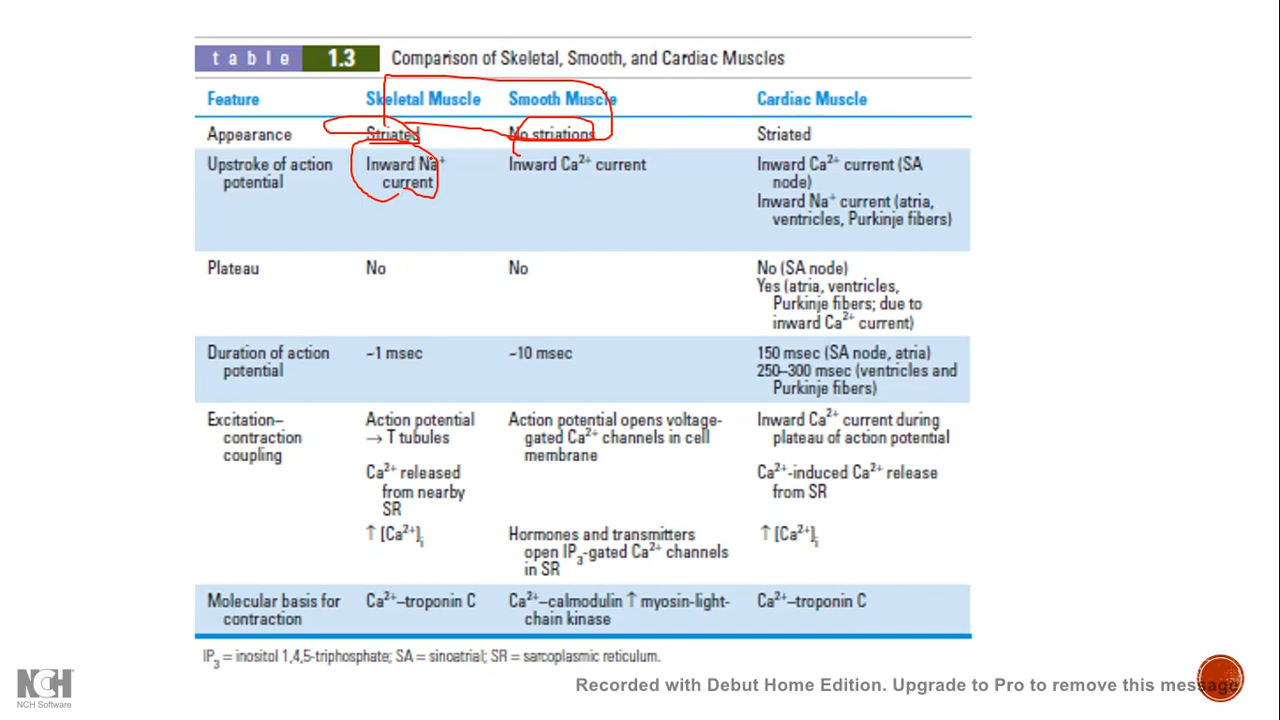 table 1.3 Comparison of Skeletal, Smooth, and Cardiac Muscles
Feature Skeletal Muscle Smooth Muscle Cardiac Muscle
Appearance Striated No striations Striated
Upstroke of action Inward Na⁺ Inward Ca²⁺ current Inward Ca²⁺ current (SA
potential current node)
Inward Na⁺ current (atria,
ventricles, Purkinje fibers)
Plateau No No No (SA node)
Yes (atria, ventricles,
Purkinje fibers; due to
inward Ca²⁺ current)
Duration of action ~1 msec ~10 msec 150 msec (SA node, atria)
potential 250–300 msec (ventricles and
Purkinje fibers)
Excitation– Action potential Action potential opens voltage- Inward Ca²⁺ current during
contraction → T tubules gated Ca²⁺ channels in cell plateau of action potential
coupling membrane
Ca²⁺ released Ca²⁺-induced Ca²⁺ release
from nearby from SR
SR
↑ [Ca²⁺]ᵢ Hormones and transmitters ↑ [Ca²⁺]ᵢ
open IP₃-gated Ca²⁺ channels
in SR
Molecular basis for Ca²⁺–troponin C Ca²⁺–calmodulin ↑ myosin-light- Ca²⁺–troponin C
contraction chain kinase
IP₃ = inositol 1,4,5-triphosphate; SA = sinoatrial; SR = sarcoplasmic reticulum.
NCH
NCH Software
Recorded with Debut Home Edition. Upgrade to Pro to remove this message